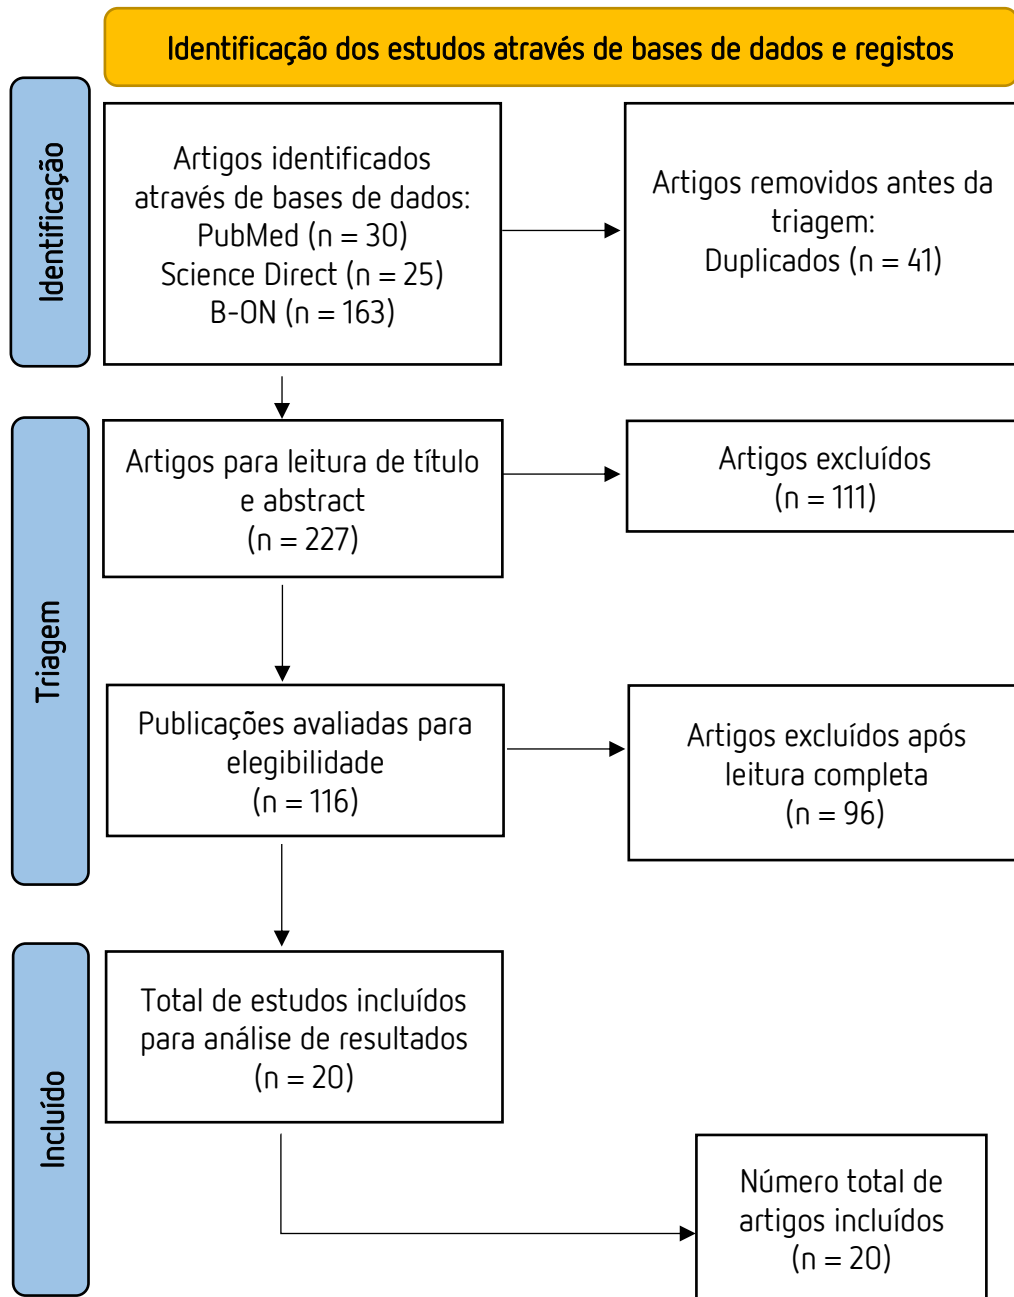 Identificação dos estudos através de bases de dados e registos
Identificação
Artigos identificados
através de bases de dados:
PubMed (n = 30)
Science Direct (n = 25)
B-ON (n = 163)
Artigos removidos antes da
triagem:
Duplicados (n = 41)
Triagem
Artigos para leitura de título
e abstract
(n = 227)
Artigos excluídos
(n = 111)
Publicações avaliadas para
elegibilidade
(n = 116)
Artigos excluídos após
leitura completa
(n = 96)
Incluído
Total de estudos incluídos
para análise de resultados
(n = 20)
Número total de
artigos incluídos
(n = 20)